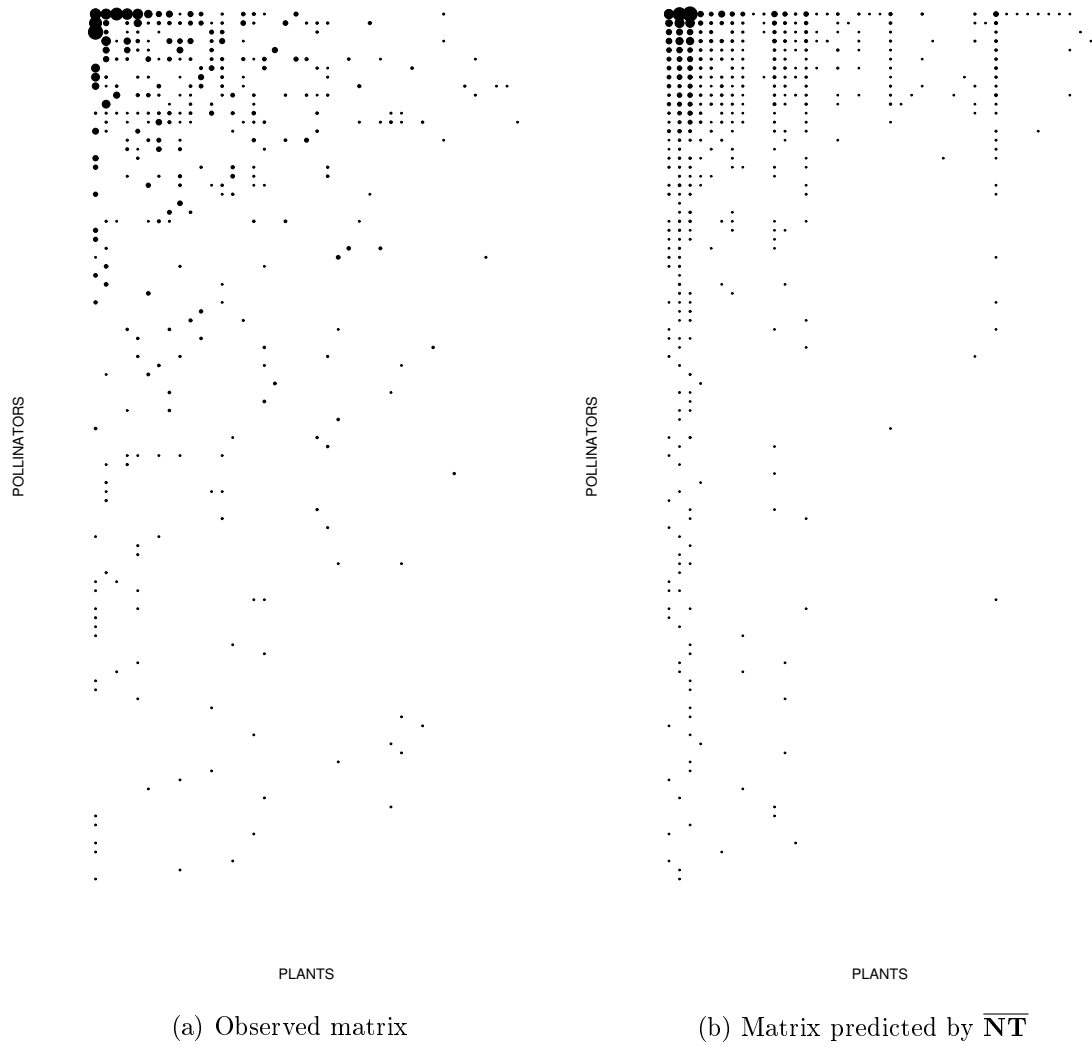 POLLINATORS
PLANTS
(a) Observed matrix
POLLINATORS
PLANTS
(b) Matrix predicted by NT